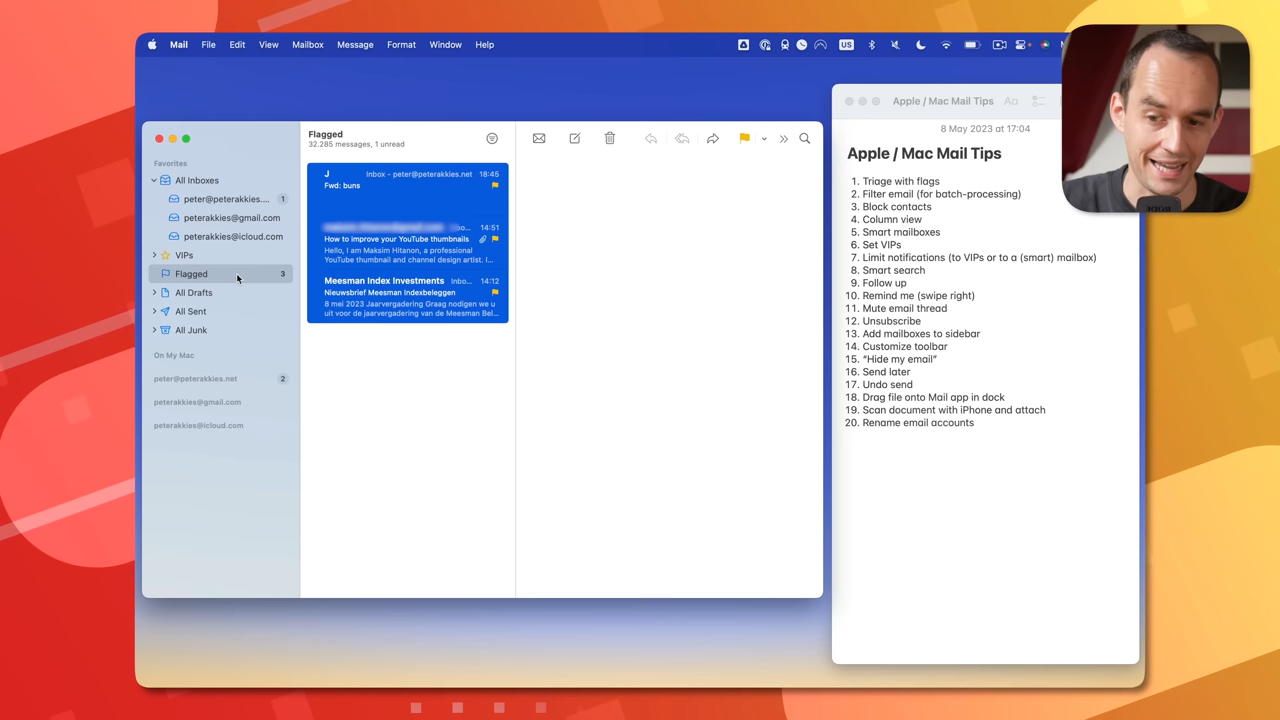 Mail File Edit View Mailbox Message Format Window Help
US
Favorites
All Inboxes
peter@peterakkies.... 1
peterakkies@gmail.com
peterakkies@icloud.com
VIPs
Flagged 3
All Drafts
All Sent
All Junk
On My Mac
peter@peterakkies.net 2
peterakkies@gmail.com
peterakkies@icloud.com
Flagged
32.285 messages, 1 unread
J Inbox - peter@peterakkies.net 18:45
Fwd: buns
14:51
How to improve your YouTube thumbnails
Hello, I am Maksim Hitanon, a professional
YouTube thumbnail and channel design artist. I...
Meesman Index Investments Inbo... 14:12
Nieuwsbrief Meesman Indexbeleggen
8 mei 2023 Jaarvergadering Graag nodigen we u
uit voor de jaarvergadering van de Meesman Bel...
Apple / Mac Mail Tips Aa
8 May 2023 at 17:04
Apple / Mac Mail Tips
1. Triage with flags
2. Filter email (for batch-processing)
3. Block contacts
4. Column view
5. Smart mailboxes
6. Set VIPs
7. Limit notifications (to VIPs or to a (smart) mailbox)
8. Smart search
9. Follow up
10. Remind me (swipe right)
11. Mute email thread
12. Unsubscribe
13. Add mailboxes to sidebar
14. Customize toolbar
15. “Hide my email”
16. Send later
17. Undo send
18. Drag file onto Mail app in dock
19. Scan document with iPhone and attach
20. Rename email accounts